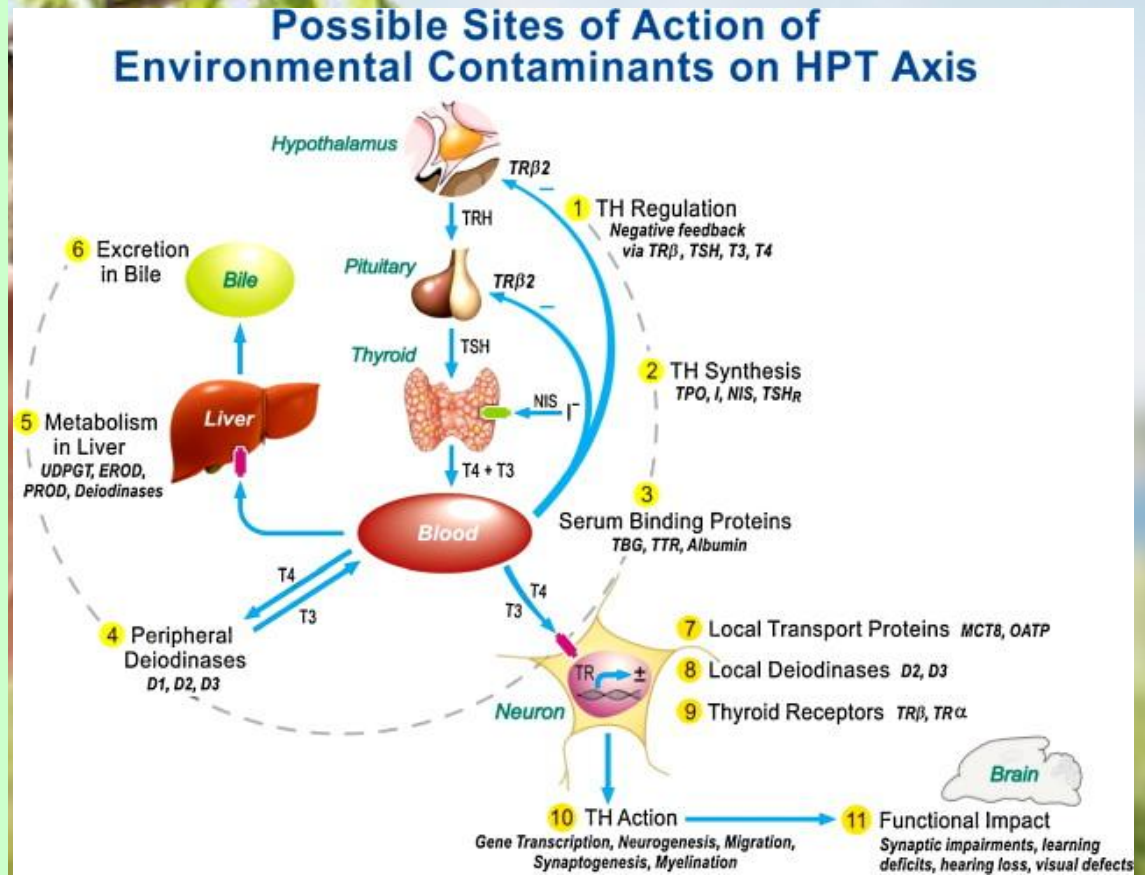 Possible Sites of Action of
Environmental Contaminants on HPT Axis
Hypothalamus
TRβ2
–
TRH
1 TH Regulation
Negative feedback
via TRβ, TSH, T3, T4
6 Excretion
in Bile
Bile
Pituitary
TRβ2
–
TSH
Thyroid
2 TH Synthesis
TPO, I, NIS, TSHR
NIS
I⁻
5 Metabolism
in Liver
UDPGT, EROD,
PROD, Deiodinases
Liver
T4 + T3
3
Serum Binding Proteins
TBG, TTR, Albumin
Blood
T4
T3
T4
T3
4 Peripheral
Deiodinases
D1, D2, D3
7 Local Transport Proteins MCT8, OATP
8 Local Deiodinases D2, D3
9 Thyroid Receptors TRβ, TRα
TR
±
Neuron
Brain
10 TH Action
Gene Transcription, Neurogenesis, Migration,
Synaptogenesis, Myelination
11 Functional Impact
Synaptic impairments, learning
deficits, hearing loss, visual defects